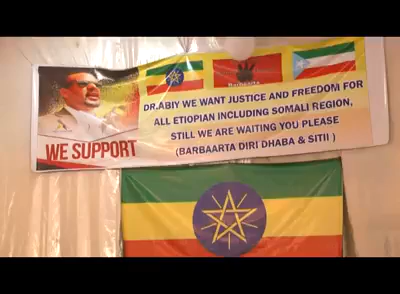 DR.ABIY WE WANT JUSTICE AND FREEDOM FOR
ALL ETIOPIAN INCLUDING SOMALI REGION,
STILL WE ARE WAITING YOU PLEASE
(BARBAARTA DIRI DHABA & SITII )
WE SUPPORT